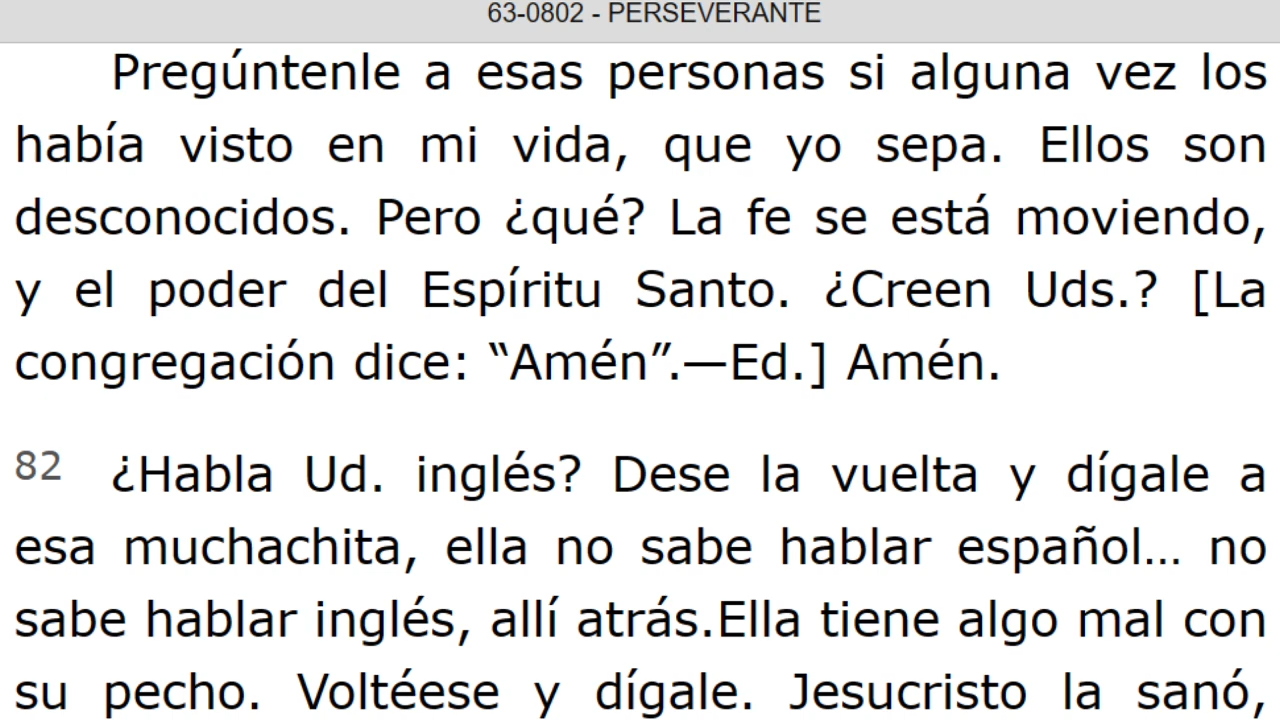 63-0802 - PERSEVERANTE
Pregúntenle a esas personas si alguna vez los
había visto en mi vida, que yo sepa. Ellos son
desconocidos. Pero ¿qué? La fe se está moviendo,
y el poder del Espíritu Santo. ¿Creen Uds.? [La
congregación dice: “Amén”.—Ed.] Amén.
82 ¿Habla Ud. inglés? Dese la vuelta y dígale a
esa muchachita, ella no sabe hablar español… no
sabe hablar inglés, allí atrás.Ella tiene algo mal con
su pecho. Voltéese y dígale. Jesucristo la sanó,